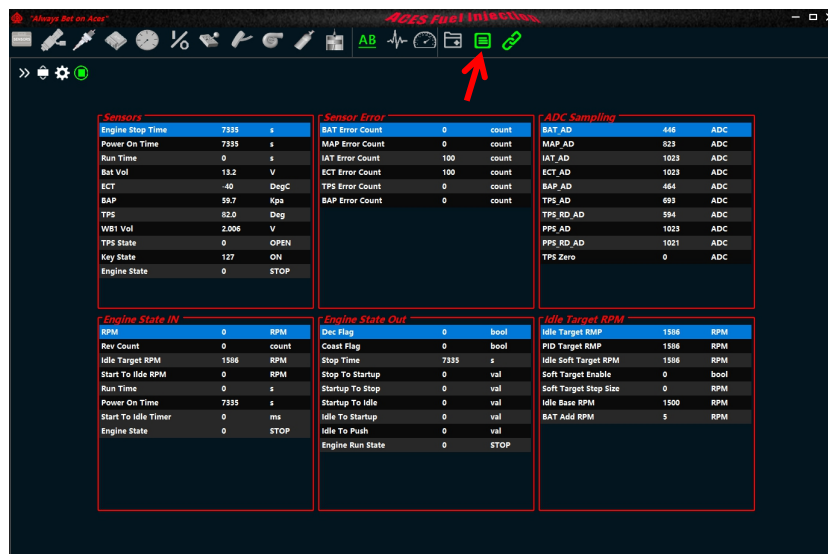 "Always Bet on Aces"
ACES Fuel Injection
AB
Sensors
Engine Stop Time 7335 s
Power On Time 7335 s
Run Time 0 s
Bat Vol 13.2 V
ECT -40 DegC
BAP 59.7 Kpa
TPS 82.0 Deg
WB1 Vol 2.006 V
TPS State 0 OPEN
Key State 127 ON
Engine State 0 STOP
Sensor Error
BAT Error Count 0 count
MAP Error Count 0 count
IAT Error Count 100 count
ECT Error Count 100 count
TPS Error Count 0 count
BAP Error Count 0 count
ADC Sampling
BAT_AD 446 ADC
MAP_AD 823 ADC
IAT_AD 1023 ADC
ECT_AD 1023 ADC
BAP_AD 464 ADC
TPS_AD 693 ADC
TPS_RD_AD 594 ADC
PPS_AD 1023 ADC
PPS_RD_AD 1021 ADC
TPS Zero 0 ADC
Engine State IN
RPM 0 RPM
Rev Count 0 count
Idle Target RPM 1586 RPM
Start To Ilde RPM 0 RPM
Run Time 0 s
Power On Time 7335 s
Start To Idle Timer 0 ms
Engine State 0 STOP
Engine State Out
Dec Flag 0 bool
Coast Flag 0 bool
Stop Time 7335 s
Stop To Startup 0 val
Startup To Stop 0 val
Startup To Idle 0 val
Idle To Startup 0 val
Idle To Push 0 val
Engine Run State 0 STOP
Idle Target RPM
Idle Target RMP 1586 RPM
PID Target RMP 1586 RPM
Idle Soft Target RPM 1586 RPM
Soft Target Enable 0 bool
Soft Target Step Size 0 RPM
Idle Base RPM 1500 RPM
BAT Add RPM 5 RPM